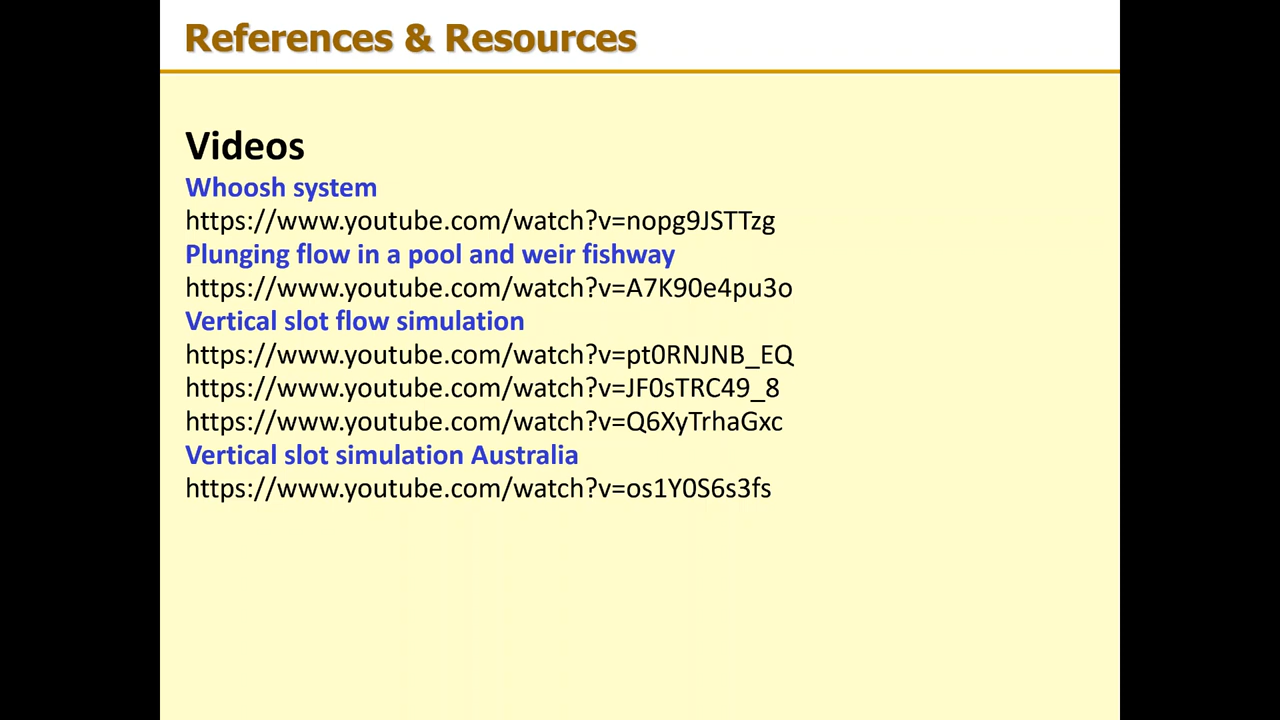 References & Resources
Videos
Whoosh system
https://www.youtube.com/watch?v=nopg9JSTTzg
Plunging flow in a pool and weir fishway
https://www.youtube.com/watch?v=A7K90e4pu3o
Vertical slot flow simulation
https://www.youtube.com/watch?v=pt0RNJNB_EQ
https://www.youtube.com/watch?v=JF0sTRC49_8
https://www.youtube.com/watch?v=Q6XyTrhaGxc
Vertical slot simulation Australia
https://www.youtube.com/watch?v=os1Y0S6s3fs